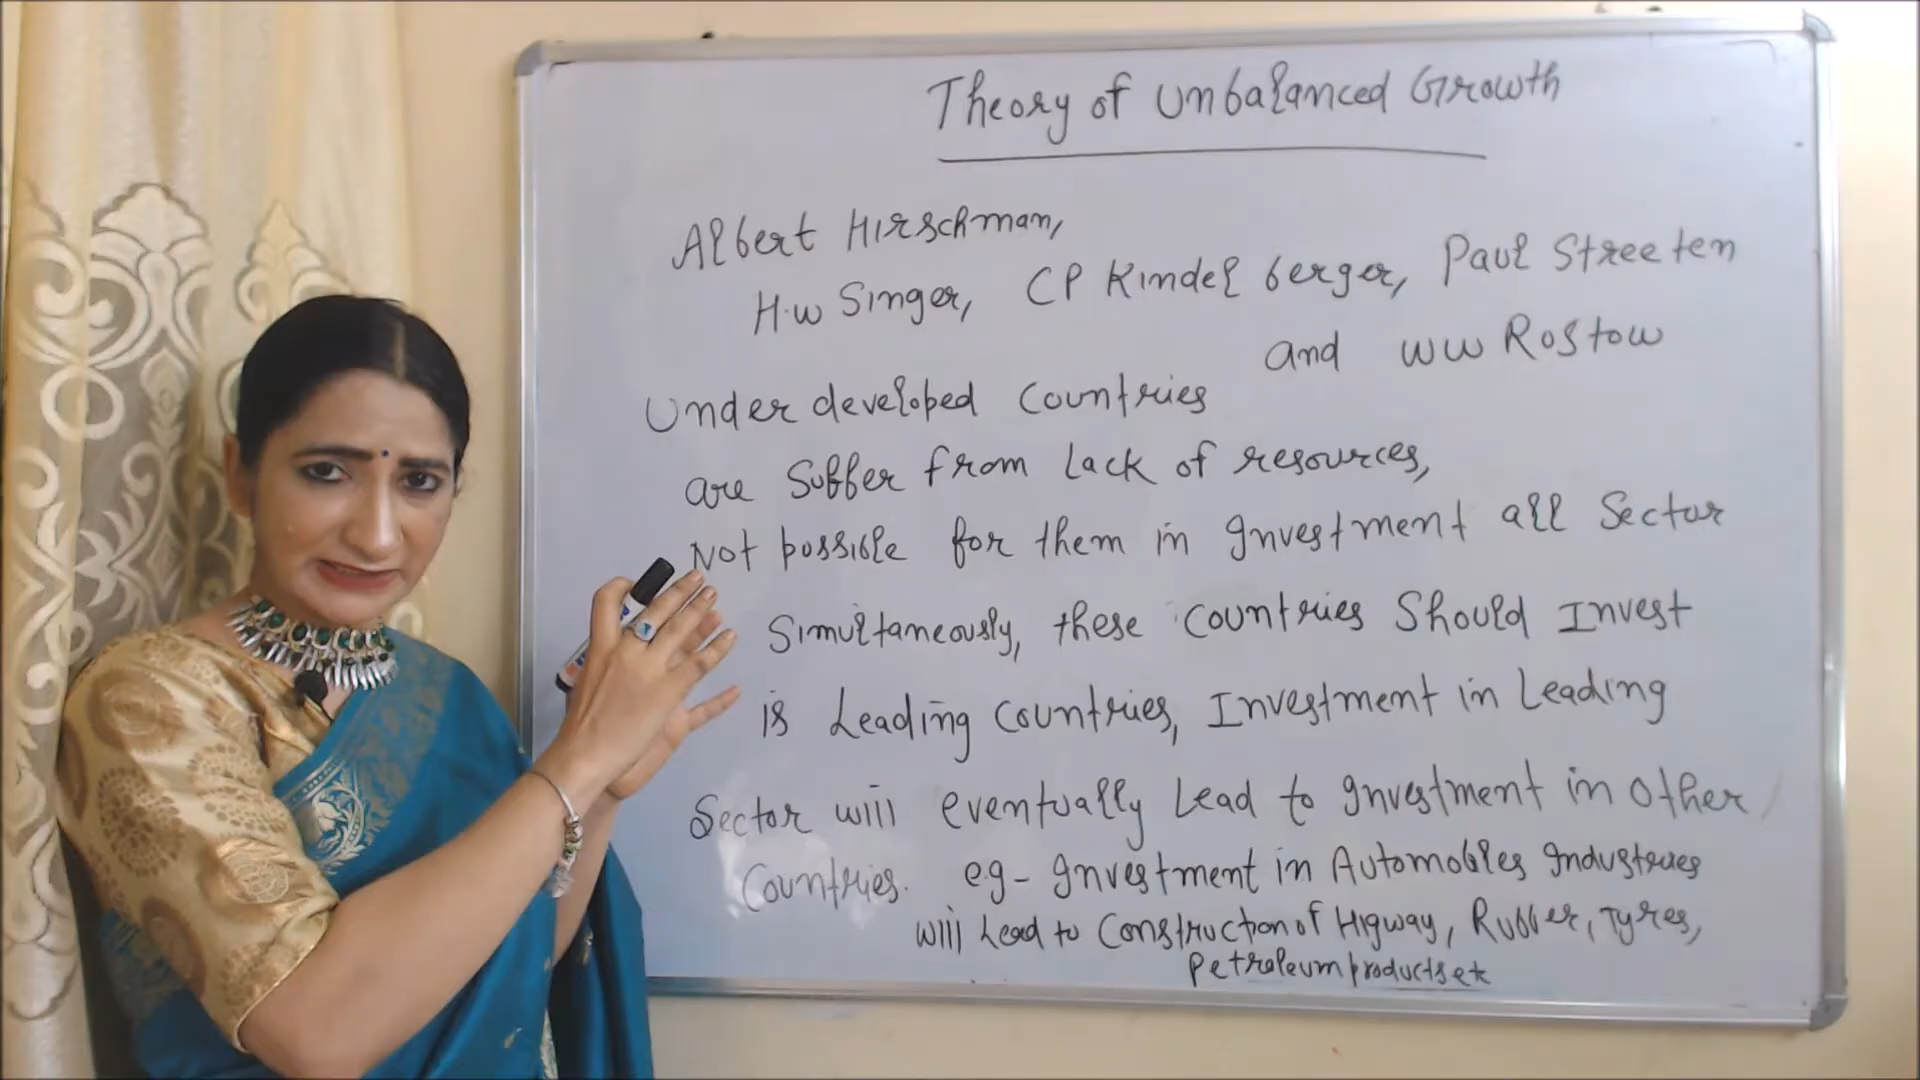 Theory of Unbalanced Growth
Albert Hirschman,
H.W Singer, CP Kindel berger, Paul Streeten
and WW Rostow
Under developed Countries
are Suffer from Lack of resources,
Not possible for them in Investment all Sector
Simultaneously, these Countries Should Invest
is Leading Countries, Investment in Leading
Sector will eventually Lead to Investment in Other
Countries. eg- Investment in Automobiles Industries
will Lead to Construction of Higway, Rubber, Tyres,
Petroleum products etc